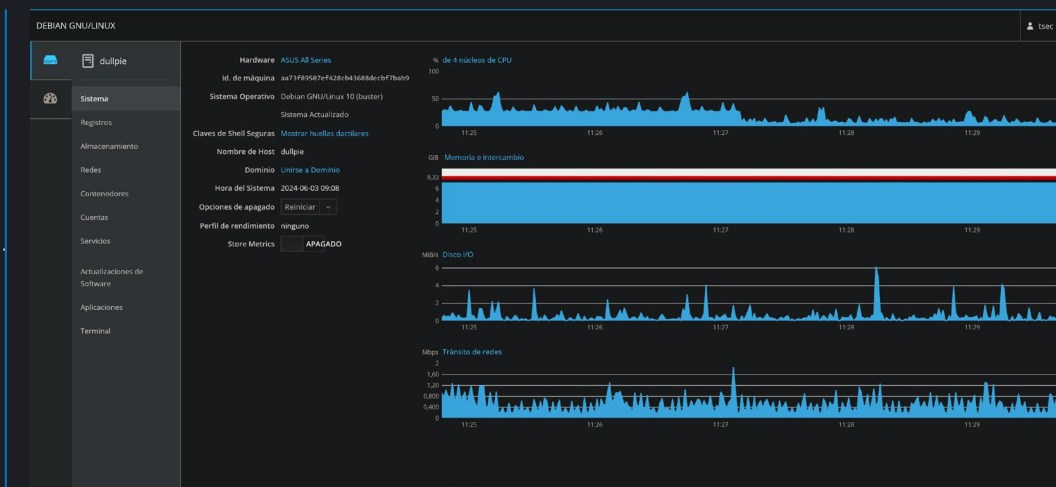 DEBIAN GNU/LINUX
tsec
dullpie
Sistema
Registros
Almacenamiento
Redes
Contenedores
Cuentas
Servicios
Actualizaciones de
Software
Aplicaciones
Terminal
Hardware ASUS All Series
Id. de máquina aa73f89507ef428cb43688decbf7bab9
Sistema Operativo Debian GNU/Linux 10 (buster)
Sistema Actualizado
Claves de Shell Seguras Mostrar huellas dactilares
Nombre de Host dullpie
Dominio Unirse a Dominio
Hora del Sistema 2024-06-03 09:08
Opciones de apagado Reiniciar
Perfil de rendimiento ninguno
Store Metrics APAGADO
% de 4 núcleos de CPU
100
50
0
11:25 11:26 11:27 11:28 11:29
GiB Memoria e intercambio
9,33
6
4
2
0
11:25 11:26 11:27 11:28 11:29
MiB/s Disco I/O
6
4
2
0
11:25 11:26 11:27 11:28 11:29
Mbps Tránsito de redes
2
1,60
1,20
0,800
0,400
0
11:25 11:26 11:27 11:28 11:29